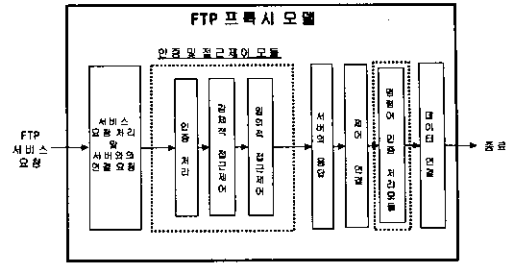 FTP 프록시 모델
인증 및 접근제어 모듈
FTP
서비스
요청
서비스
요청 처리
및
서버와의
연결 요청
인증 처리
강제적 접근제어
임의적 접근제어
서버의 응답
제어 연결
명령어 인증 처리모듈
데이터 연결
종료